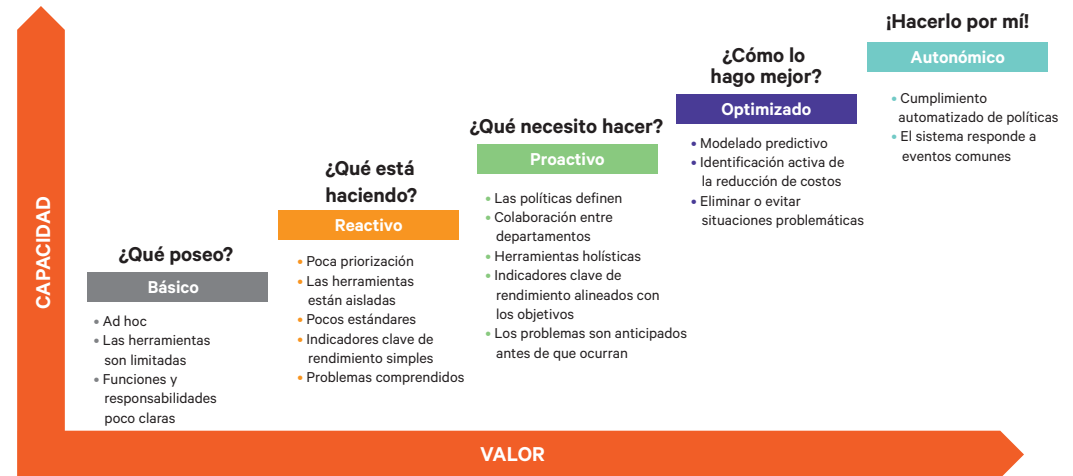 CAPACIDAD
¿Qué poseo?
Básico
• Ad hoc
• Las herramientas
son limitadas
• Funciones y
responsabilidades
poco claras
¿Qué está
haciendo?
Reactivo
• Poca priorización
• Las herramientas
están aisladas
• Pocos estándares
• Indicadores clave de
rendimiento simples
• Problemas comprendidos
¿Qué necesito hacer?
Proactivo
• Las políticas definen
• Colaboración entre
departamentos
• Herramientas holísticas
• Indicadores clave de
rendimiento alineados con
los objetivos
• Los problemas son anticipados
antes de que ocurran
¿Cómo lo
hago mejor?
Optimizado
• Modelado predictivo
• Identificación activa de
la reducción de costos
• Eliminar o evitar
situaciones problemáticas
¡Hacerlo por mí!
Autonómico
• Cumplimiento
automatizado de políticas
• El sistema responde a
eventos comunes
VALOR